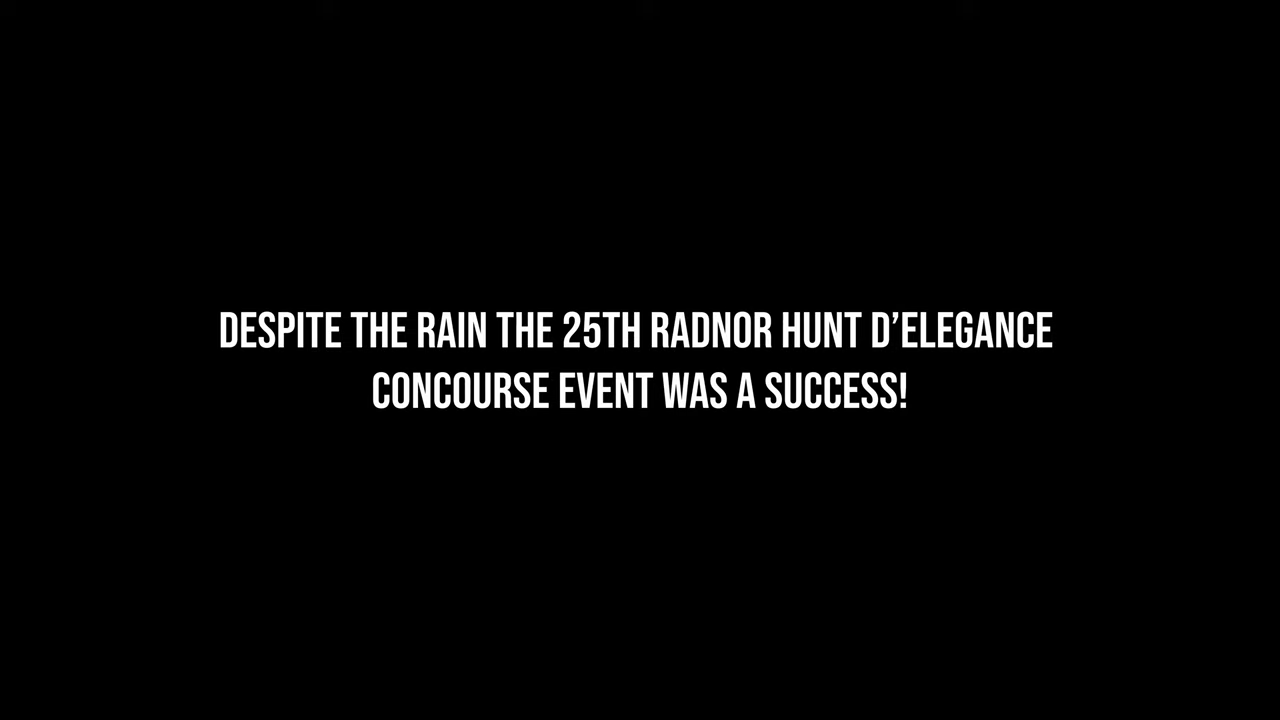 DESPITE THE RAIN THE 25TH RADNOR HUNT D’ELEGANCE
CONCOURSE EVENT WAS A SUCCESS!